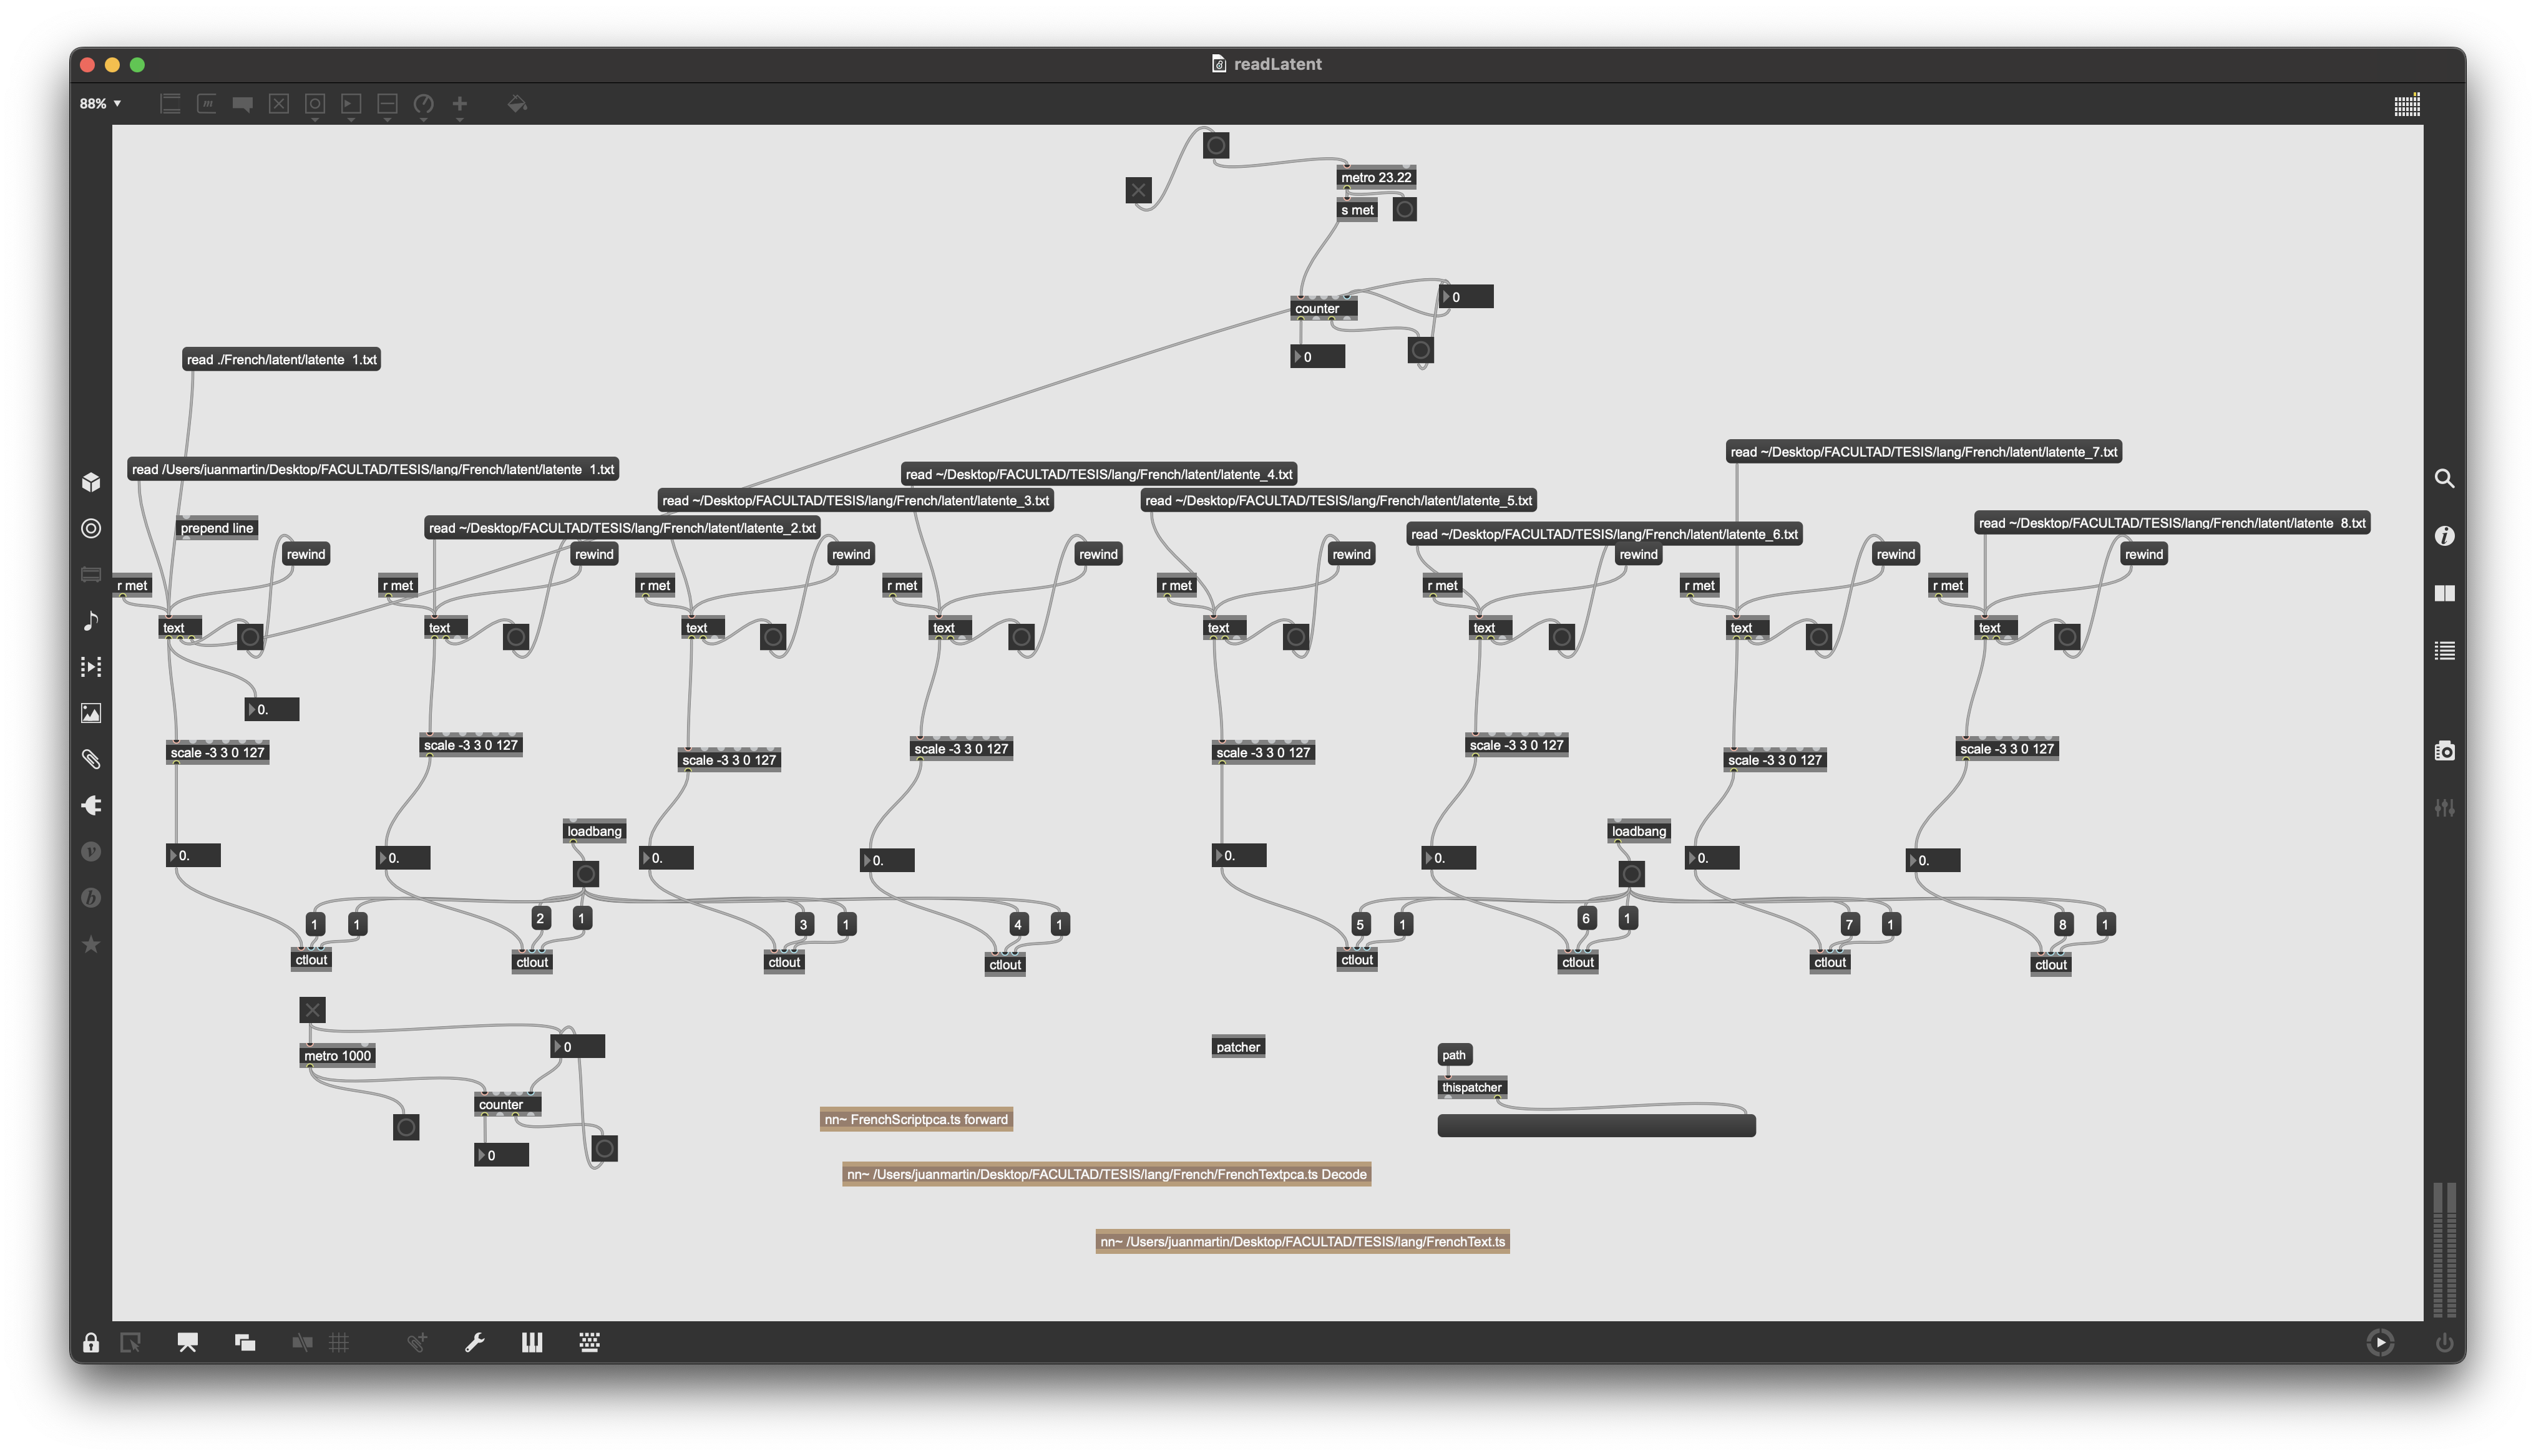 readLatent
88%
metro 23.22
s met
0
counter
0
read ./French/latent/latente 1.txt
read ~/Desktop/FACULTAD/TESIS/lang/French/latent/latente_7.txt
read /Users/juanmartin/Desktop/FACULTAD/TESIS/lang/French/latent/latente 1.txt
read ~/Desktop/FACULTAD/TESIS/lang/French/latent/latente_4.txt
read ~/Desktop/FACULTAD/TESIS/lang/French/latent/latente_3.txt
read ~/Desktop/FACULTAD/TESIS/lang/French/latent/latente_5.txt
prepend line
read ~/Desktop/FACULTAD/TESIS/lang/French/latent/latente_2.txt
read ~/Desktop/FACULTAD/TESIS/lang/French/latent/latente_6.txt
read ~/Desktop/FACULTAD/TESIS/lang/French/latent/latente 8.txt
rewind
rewind
rewind
rewind
rewind
rewind
rewind
rewind
r met
r met
r met
r met
r met
r met
r met
r met
text
text
text
text
text
text
text
text
0.
scale -3 3 0 127
scale -3 3 0 127
scale -3 3 0 127
scale -3 3 0 127
scale -3 3 0 127
scale -3 3 0 127
scale -3 3 0 127
scale -3 3 0 127
loadbang
loadbang
0.
0.
0.
0.
0.
0.
0.
0.
1
1
2
1
3
1
4
1
5
1
6
1
7
1
8
1
ctlout
ctlout
ctlout
ctlout
ctlout
ctlout
ctlout
ctlout
metro 1000
0
counter
0
patcher
path
thispatcher
nn~ FrenchScriptpca.ts forward
nn~ /Users/juanmartin/Desktop/FACULTAD/TESIS/lang/French/FrenchTextpca.ts Decode
nn~ /Users/juanmartin/Desktop/FACULTAD/TESIS/lang/FrenchText.ts